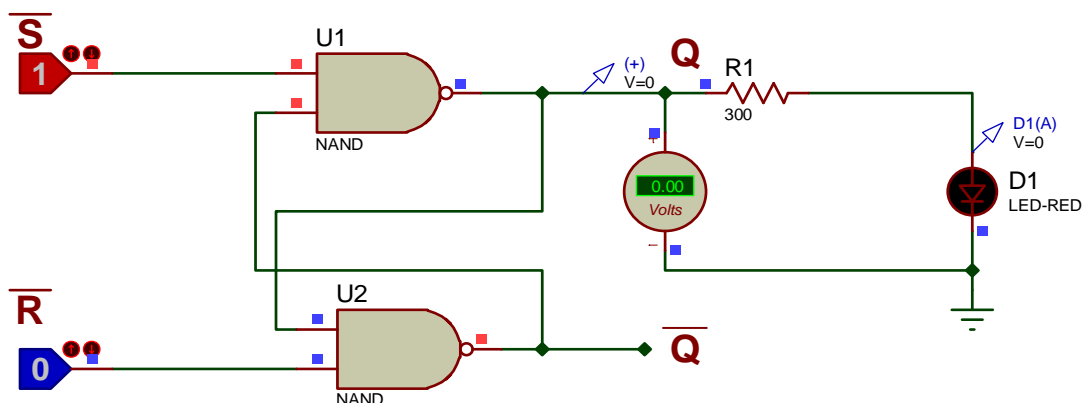 S
1
U1
NAND
(+)
V=0
Q
R1
300
+
0.00
Volts
−
D1(A)
V=0
D1
LED-RED
R
0
U2
NAND
Q